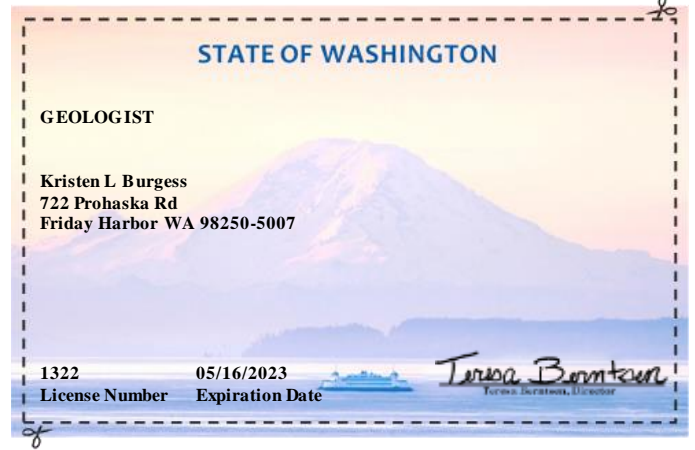 STATE OF WASHINGTON
GEOLOGIST
Kristen L Burgess
722 Prohaska Rd
Friday Harbor WA 98250-5007
1322
05/16/2023
Teresa Berntsen
License Number
Expiration Date
Teresa Berntsen, Director